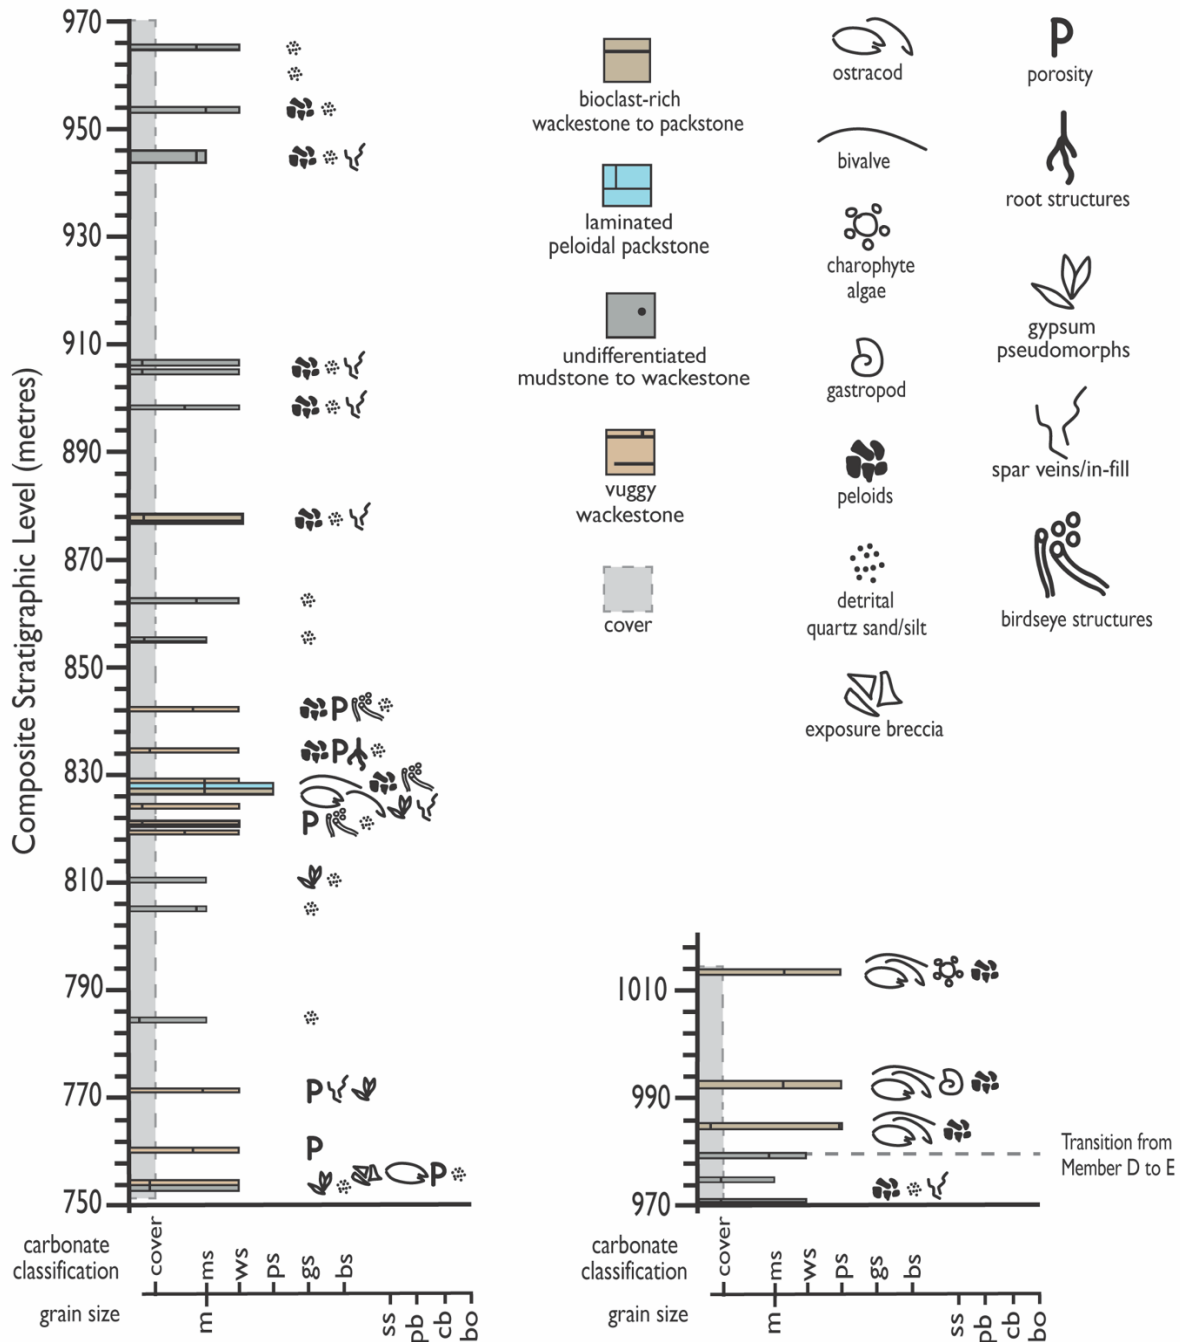 Composite Stratigraphic Level (metres)
970
950
930
910
890
870
850
830
810
790
770
750
P
P
P
P
P
P
carbonate
classification
cover
ms
ws
ps
gs
bs
grain size
m
ss
pb
cb
bo
bioclast-rich
wackestone to packstone
laminated
peloidal packstone
undifferentiated
mudstone to wackestone
vuggy
wackestone
cover
ostracod
bivalve
charophyte
algae
gastropod
peloids
detrital
quartz sand/silt
exposure breccia
P
porosity
root structures
gypsum
pseudomorphs
spar veins/in-fill
birdseye structures
1010
990
970
Transition from
Member D to E
carbonate
classification
cover
ms
ws
ps
gs
bs
grain size
m
ss
pb
cb
bo